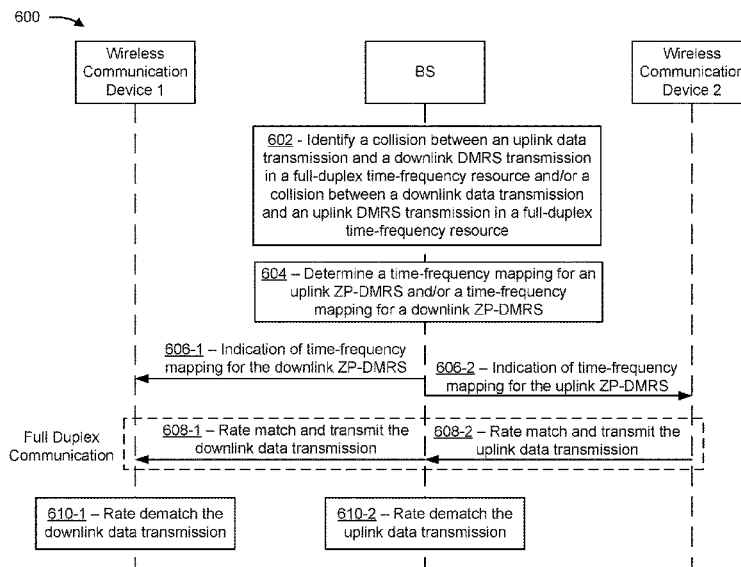 600
Wireless
Communication
Device 1
BS
Wireless
Communication
Device 2
602 - Identify a collision between an uplink data
transmission and a downlink DMRS transmission
in a full-duplex time-frequency resource and/or a
collision between a downlink data transmission
and an uplink DMRS transmission in a full-duplex
time-frequency resource
604 – Determine a time-frequency mapping for an
uplink ZP-DMRS and/or a time-frequency
mapping for a downlink ZP-DMRS
606-1 – Indication of time-frequency
mapping for the downlink ZP-DMRS
606-2 – Indication of time-frequency
mapping for the uplink ZP-DMRS
Full Duplex
Communication
608-1 – Rate match and transmit the
downlink data transmission
608-2 – Rate match and transmit the
uplink data transmission
610-1 – Rate dematch the
downlink data transmission
610-2 – Rate dematch the
uplink data transmission